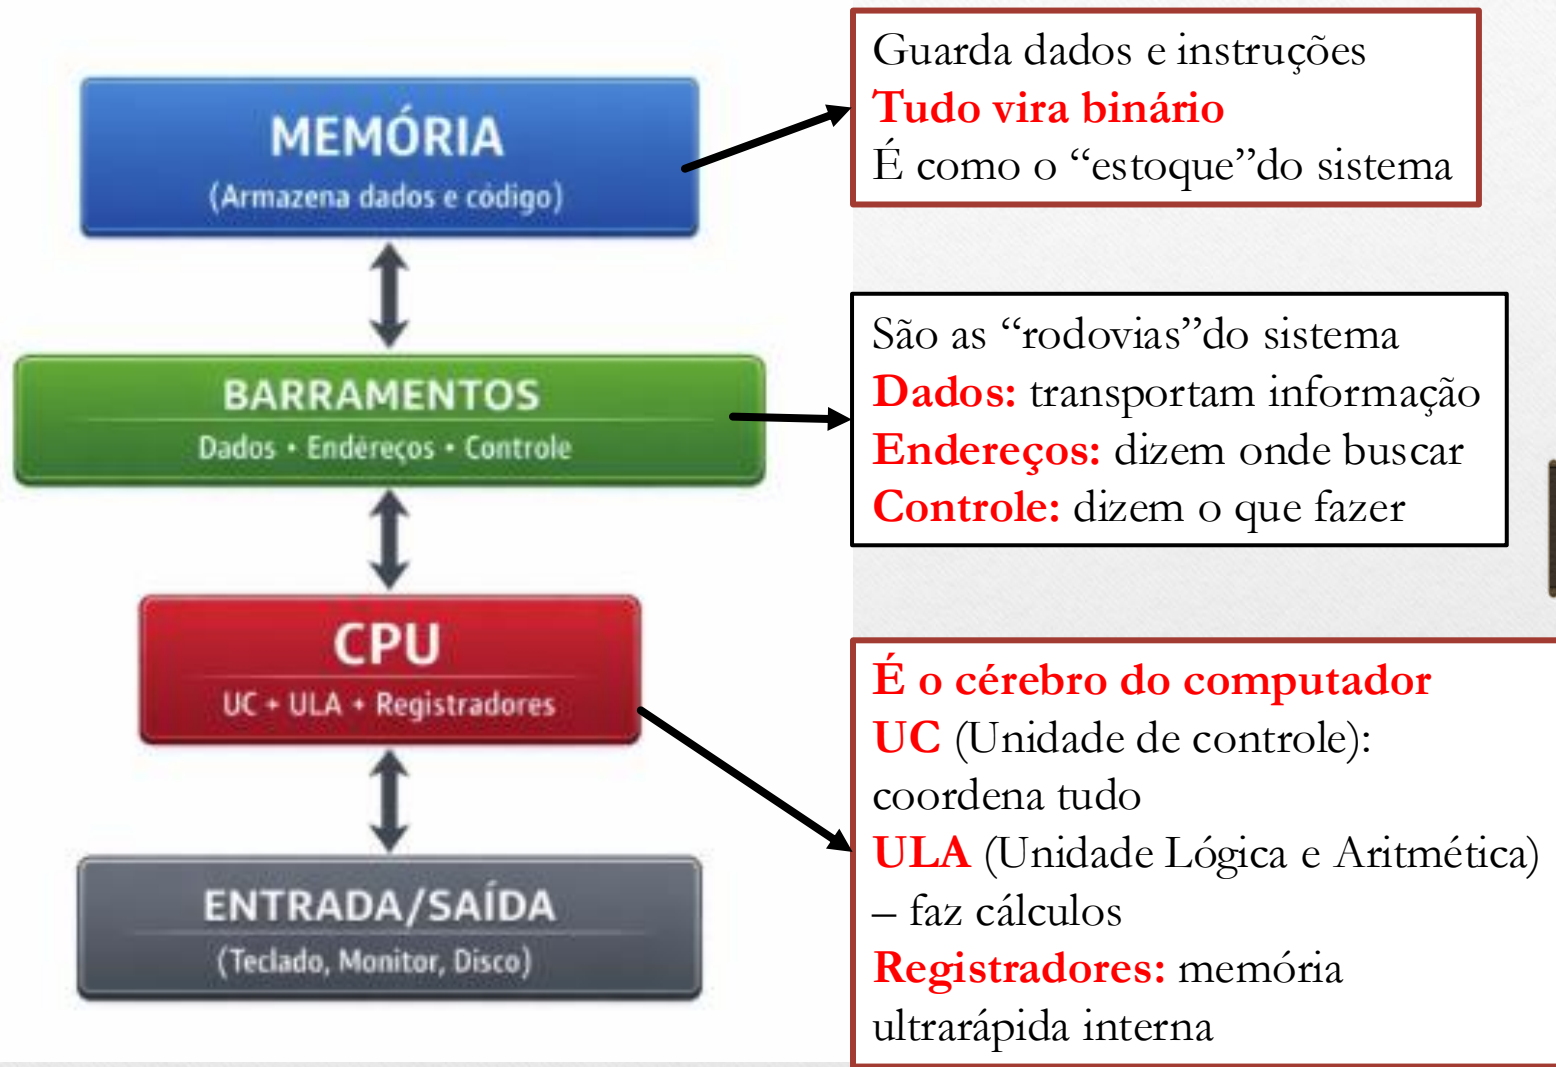 MEMÓRIA
(Armazena dados e código)
Guarda dados e instruções
Tudo vira binário
É como o “estoque”do sistema
BARRAMENTOS
Dados • Endéreços • Controle
São as “rodovias”do sistema
Dados: transportam informação
Endereços: dizem onde buscar
Controle: dizem o que fazer
CPU
UC + ULA + Registradores
É o cérebro do computador
UC (Unidade de controle):
coordena tudo
ULA (Unidade Lógica e Aritmética)
– faz cálculos
Registradores: memória
ultrarápida interna
ENTRADA/SAÍDA
(Teclado, Monitor, Disco)